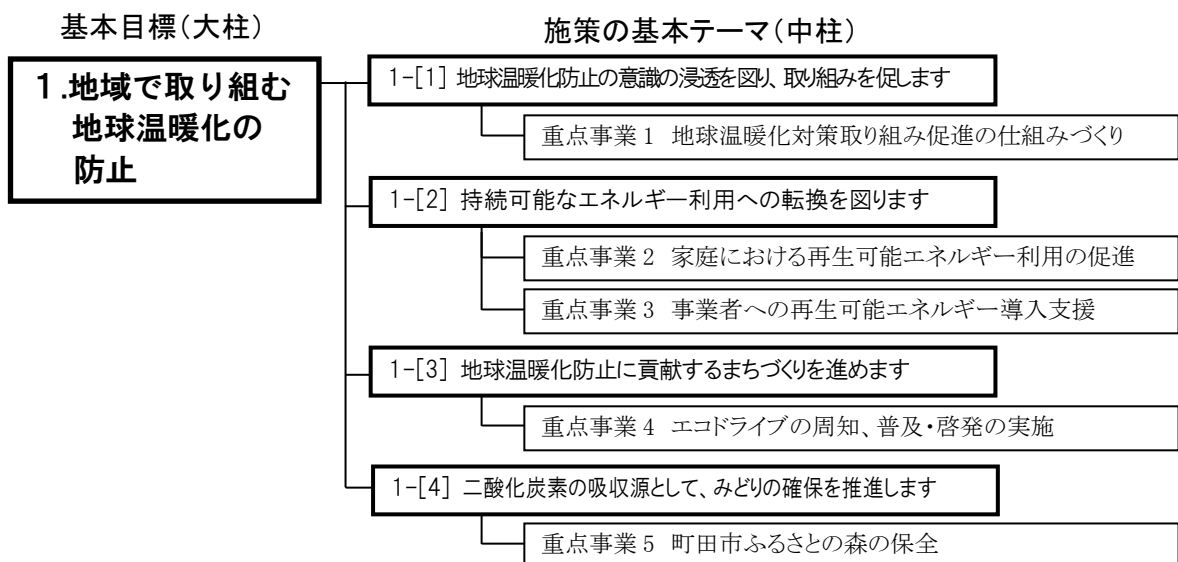 基本目標(大柱)
施策の基本テーマ(中柱)
1.地域で取り組む
地球温暖化の
防止
1-[1] 地球温暖化防止の意識の浸透を図り、取り組みを促します
重点事業1 地球温暖化対策取り組み促進の仕組みづくり
1-[2] 持続可能なエネルギー利用への転換を図ります
重点事業2 家庭における再生可能エネルギー利用の促進
重点事業3 事業者への再生可能エネルギー導入支援
1-[3] 地球温暖化防止に貢献するまちづくりを進めます
重点事業4 エコドライブの周知、普及・啓発の実施
1-[4] 二酸化炭素の吸収源として、みどりの確保を推進します
重点事業5 町田市ふるさとの森の保全